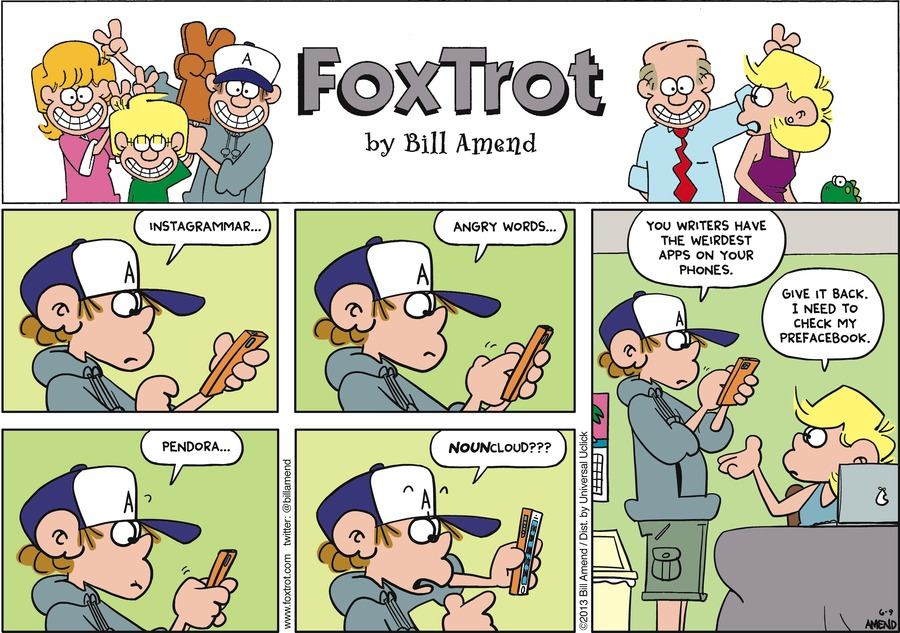 FoxTrot
by Bill Amend
A
INSTAGRAMMAR...
A
ANGRY WORDS...
A
PENDORA...
A
NOUNCLOUD???
A
www.foxtrot.com twitter: @billamend
©2013 Bill Amend / Dist. by Universal Uclick
YOU WRITERS HAVE
THE WEIRDEST
APPS ON YOUR
PHONES.
A
GIVE IT BACK.
I NEED TO
CHECK MY
PREFACEBOOK.
6-9
AMEND